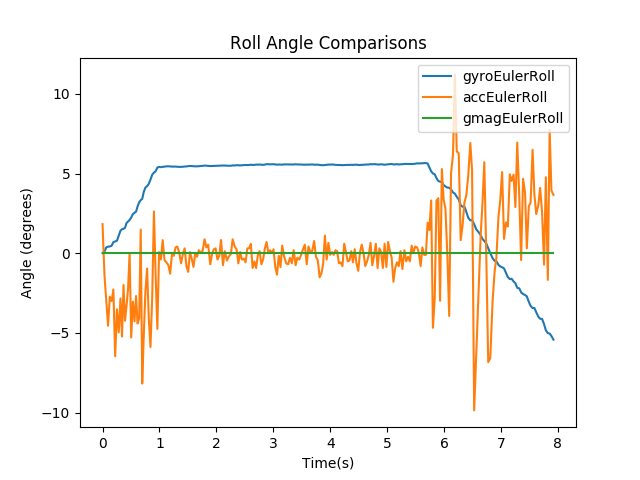 Roll Angle Comparisons
gyroEulerRoll
accEulerRoll
gmagEulerRoll
10
5
0
−5
−10
Angle (degrees)
0 1 2 3 4 5 6 7 8
Time(s)